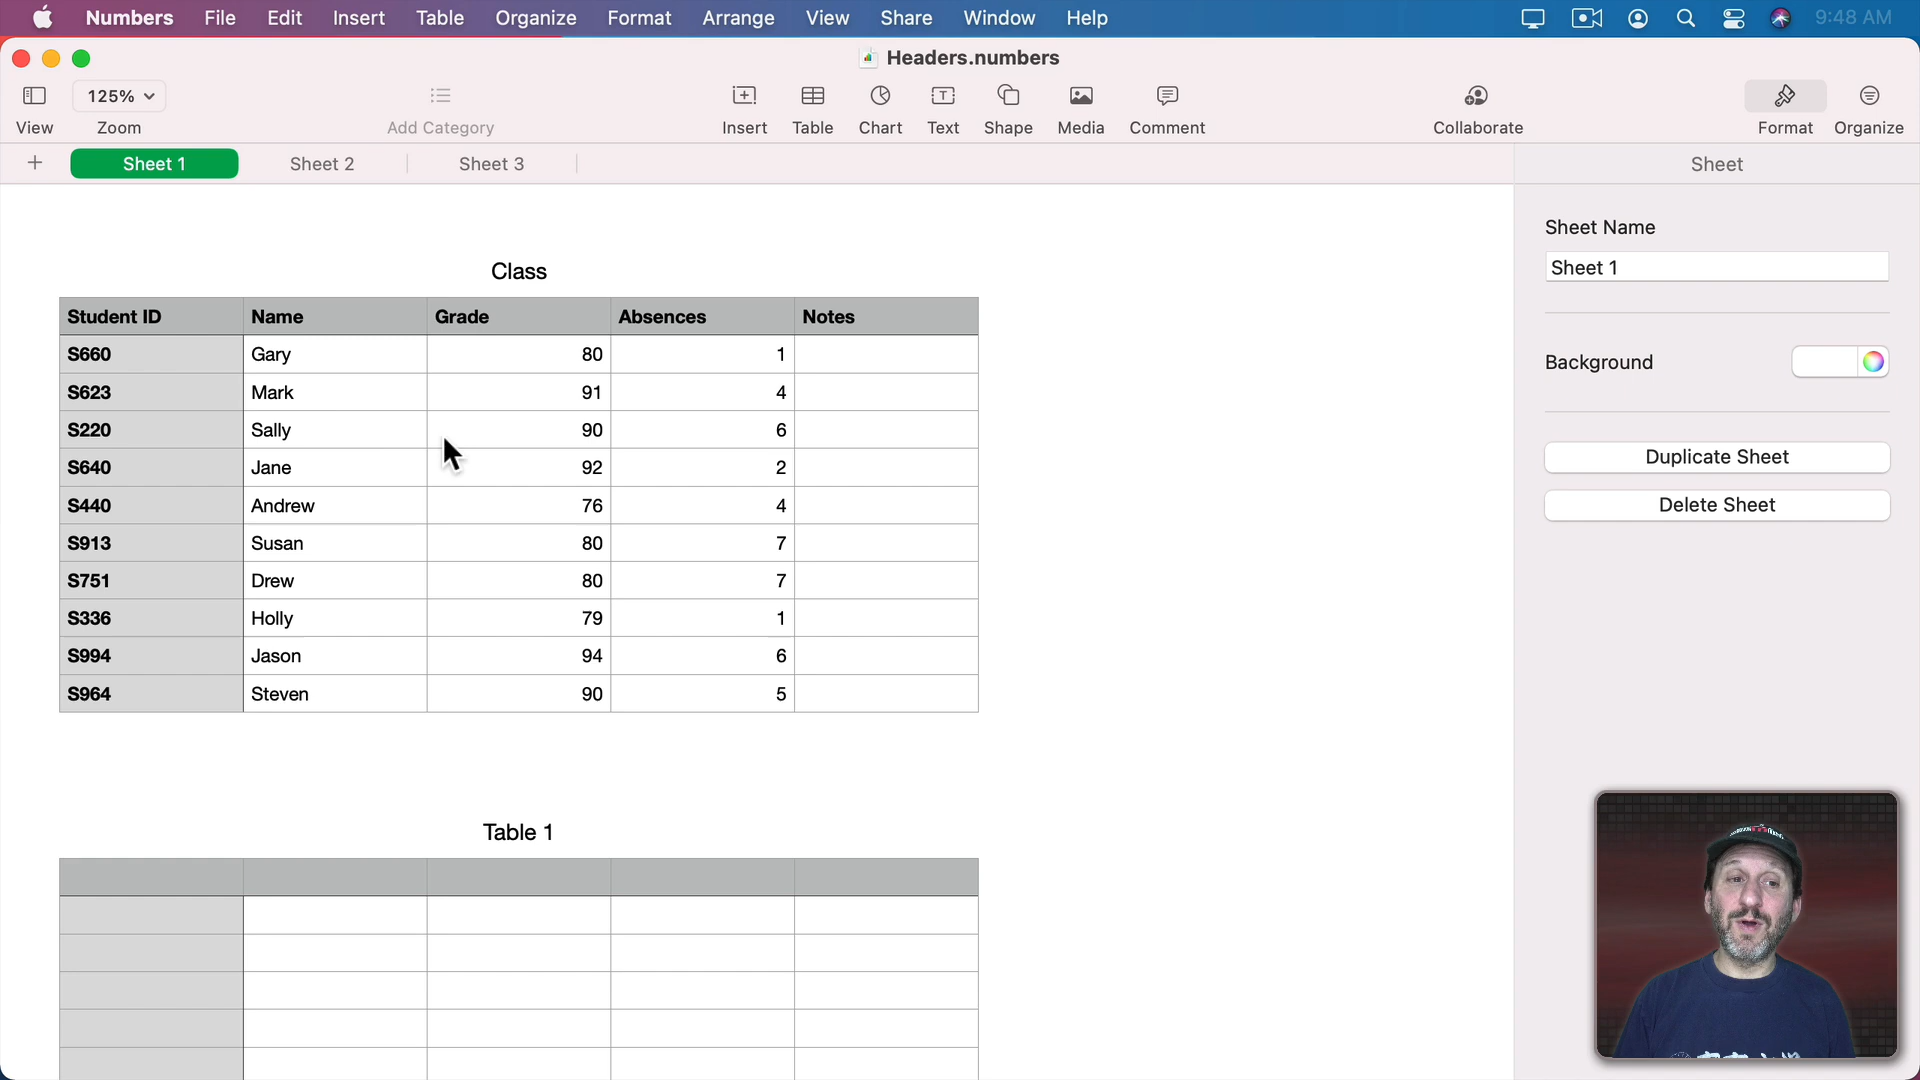 Numbers File Edit Insert Table Organize Format Arrange View Share Window Help 9:48 AM
Headers.numbers
125%
View Zoom Add Category Insert Table Chart Text Shape Media Comment Collaborate Format Organize
Sheet 1 Sheet 2 Sheet 3 Sheet
Sheet Name
Sheet 1
Background
Duplicate Sheet
Delete Sheet
Class
Student ID Name Grade Absences Notes
S660 Gary 80 1
S623 Mark 91 4
S220 Sally 90 6
S640 Jane 92 2
S440 Andrew 76 4
S913 Susan 80 7
S751 Drew 80 7
S336 Holly 79 1
S994 Jason 94 6
S964 Steven 90 5
Table 1